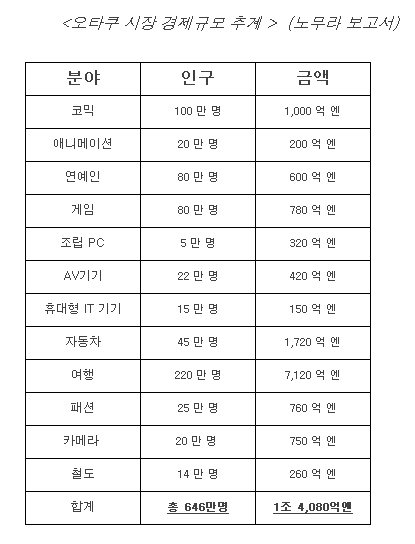 <오타쿠 시장 경제규모 추계 > (노무라 보고서)
분야 인구 금액
코믹 100 만 명 1,000 억 엔
애니메이션 20 만 명 200 억 엔
연예인 80 만 명 600 억 엔
게임 80 만 명 780 억 엔
조립 PC 5 만 명 320 억 엔
AV기기 22 만 명 420 억 엔
휴대형 IT 기기 15 만 명 150 억 엔
자동차 45 만 명 1,720 억 엔
여행 220 만 명 7,120 억 엔
패션 25 만 명 760 억 엔
카메라 20 만 명 750 억 엔
철도 14 만 명 260 억 엔
합계 총 646만명 1조 4,080억엔